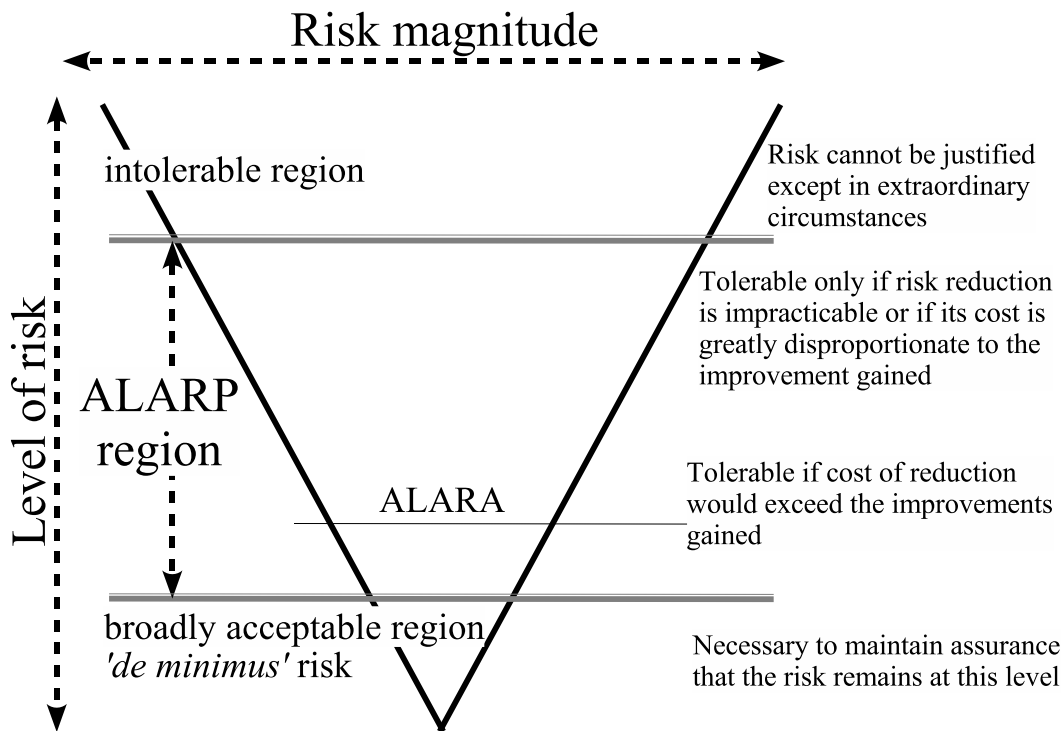 Risk magnitude
intolerable region
Risk cannot be justified
except in extraordinary
circumstances
Level of risk
ALARP
region
Tolerable only if risk reduction
is impracticable or if its cost is
greatly disproportionate to the
improvement gained
ALARA
Tolerable if cost of reduction
would exceed the improvements
gained
broadly acceptable region,
'de minimus' risk
Necessary to maintain assurance
that the risk remains at this level